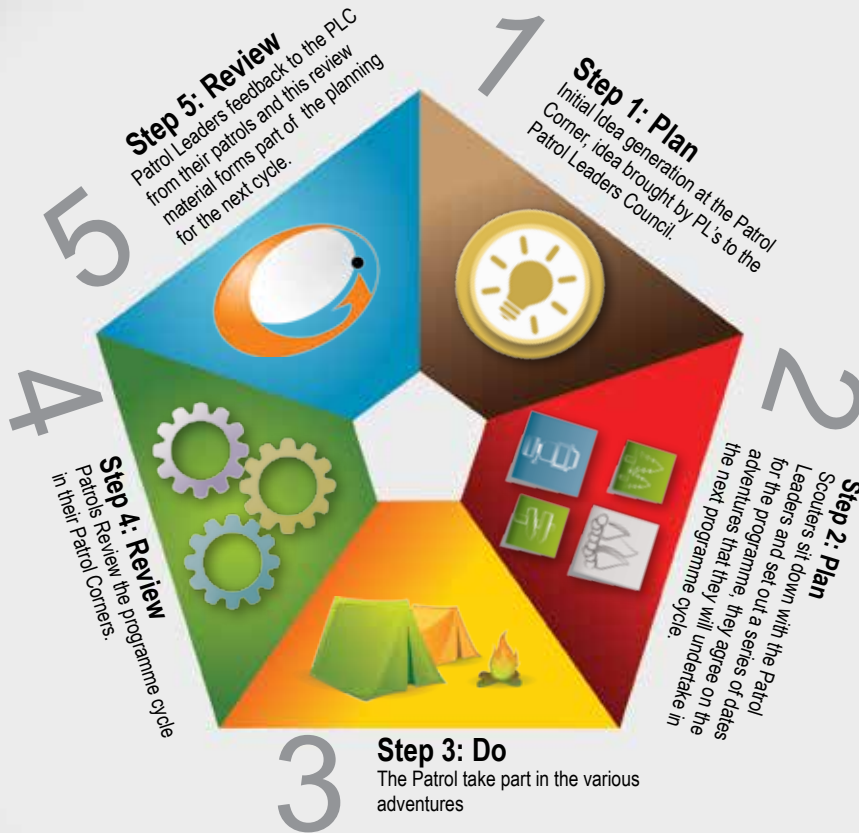 1
Step 1: Plan
Initial Idea generation at the Patrol
Corner, idea brought by PL's to the
Patrol Leaders Council.
2
Step 2: Plan
Scouters sit down with the Patrol
Leaders and set out a series of dates
for the programme, they agree on the
adventures that they will undertake in
the next programme cycle.
3
Step 3: Do
The Patrol take part in the various
adventures
4
Step 4: Review
Patrols Review the programme cycle
in their Patrol Corners.
5
Step 5: Review
Patrol Leaders feedback to the PLC
from their patrols and this review
material forms part of the planning
for the next cycle.